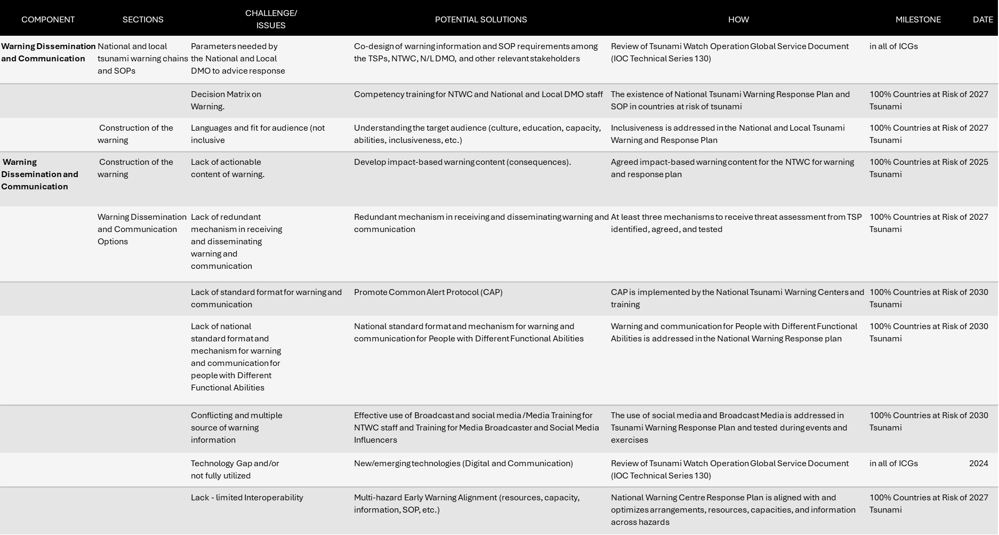 COMPONENT SECTIONS CHALLENGE/ POTENTIAL SOLUTIONS HOW MILESTONE DATE
ISSUES
Warning Dissemination National and local Parameters needed by Co-design of warning information and SOP requirements among Review of Tsunami Watch Operation Global Service Document in all of ICGs
and Communication tsunami warning chains the National and Local the TSPs, NTWC, N/L DMO, and other relevant stakeholders (IOC Technical Series 130)
and SOPs DMO to advice response
Decision Matrix on Competency training for NTWC and National and Local DMO staff The existence of National Tsunami Warning Response Plan and 100% Countries at Risk of 2027
Warning. SOP in countries at risk of tsunami Tsunami
Construction of the Languages and fit for audience (not Understanding the target audience (culture, education, capacity, Inclusiveness is addressed in the National and Local Tsunami 100% Countries at Risk of 2027
warning inclusive abilities, inclusiveness, etc.) Warning and Response Plan Tsunami
Warning Construction of the Lack of actionable Develop impact-based warning content (consequences). Agreed impact-based warning content for the NTWC for warning 100% Countries at Risk of 2025
Dissemination and warning content of warning. and response plan Tsunami
Communication
Warning Dissemination Lack of redundant Redundant mechanism in receiving and disseminating warning and At least three mechanisms to receive threat assessment from TSP 100% Countries at Risk of 2027
and Communication mechanism in receiving communication identified, agreed, and tested Tsunami
Options and disseminating
warning and
communication
Lack of standard format for warning and Promote Common Alert Protocol (CAP) CAP is implemented by the National Tsunami Warning Centers and 100% Countries at Risk of 2030
communication training Tsunami
Lack of national National standard format and mechanism for warning and Warning and communication for People with Different Functional 100% Countries at Risk of 2030
standard format and communication for People with Different Functional Abilities Abilities is addressed in the National Warning Response plan Tsunami
mechanism for warning
and communication for
people with Different
Functional Abilities
Conflicting and multiple Effective use of Broadcast and social media /Media Training for The use of social media and Broadcast Media is addressed in 100% Countries at Risk of 2030
source of warning NTWC staff and Training for Media Broadcaster and Social Media Tsunami Warning Response Plan and tested during events and Tsunami
information Influencers exercises
Technology Gap and/or New/emerging technologies (Digital and Communication) Review of Tsunami Watch Operation Global Service Document in all of ICGs 2024
not fully utilized (IOC Technical Series 130)
Lack - limited Interoperability Multi-hazard Early Warning Alignment (resources, capacity, National Warning Centre Response Plan is aligned with and 100% Countries at Risk of 2027
information, SOP, etc.) optimizes arrangements, resources, capacities, and information Tsunami
across hazards